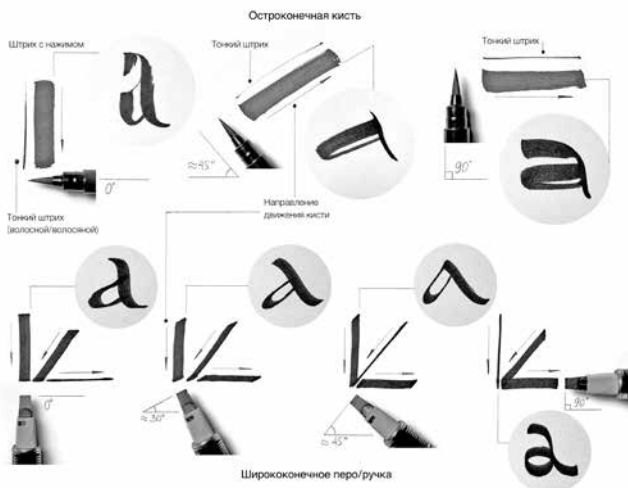 Остроконечная кисть
Штрих с нажимом
Тонкий штрих
Тонкий штрих
а
а
а
0°
≈45°
90°
Тонкий штрих
(волосной/волосяной)
Направление
движения кисти
а
а
а
а
0°
≈30°
≈45°
90°
Ширококонечное перо/ручка